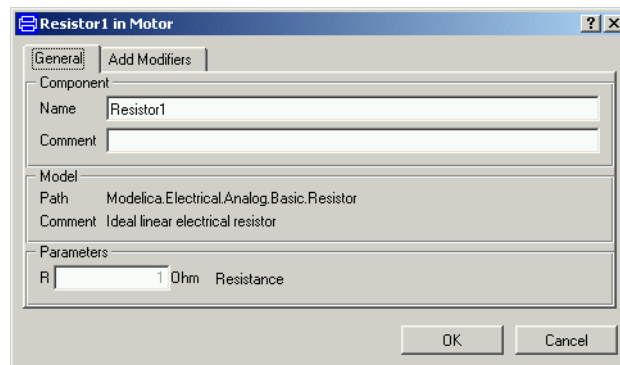 Resistor1 in Motor
General Add Modifiers
Component
Name Resistor1
Comment
Model
Path Modelica.Electrical.Analog.Basic.Resistor
Comment Ideal linear electrical resistor
Parameters
R 1 Ohm Resistance
OK Cancel